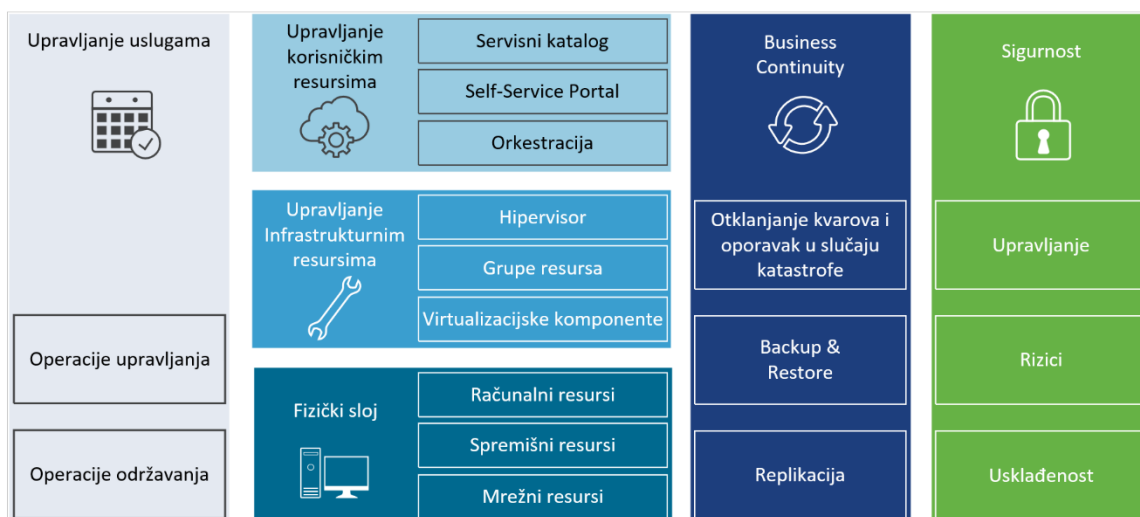 Upravljanje uslugama
Operacije upravljanja
Operacije održavanja
Upravljanje
korisničkim
resursima
Servisni katalog
Self-Service Portal
Orkestracija
Upravljanje
Infrastrukturnim
resursima
Hipervisor
Grupe resursa
Virtualizacijske komponente
Fizički sloj
Računalni resursi
Spremišni resursi
Mrežni resursi
Business
Continuity
Otklanjanje kvarova i
oporavak u slučaju
katastrofe
Backup &
Restore
Replikacija
Sigurnost
Upravljanje
Rizici
Usklađenost